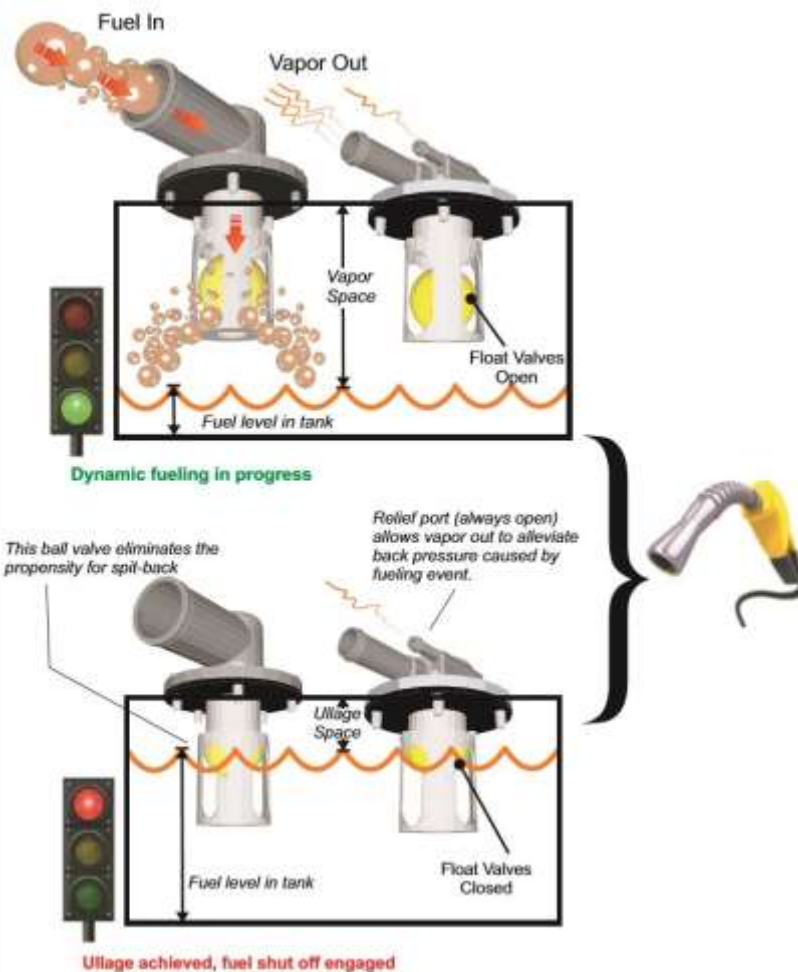 Fuel In
Vapor Out
Vapor
Space
Float Valves
Open
Fuel level in tank
Dynamic fueling in progress
This ball valve eliminates the
propensity for spit-back
Relief port (always open)
allows vapor out to alleviate
back pressure caused by
fueling event.
Ullage
Space
Fuel level in tank
Float Valves
Closed
Ullage achieved, fuel shut off engaged